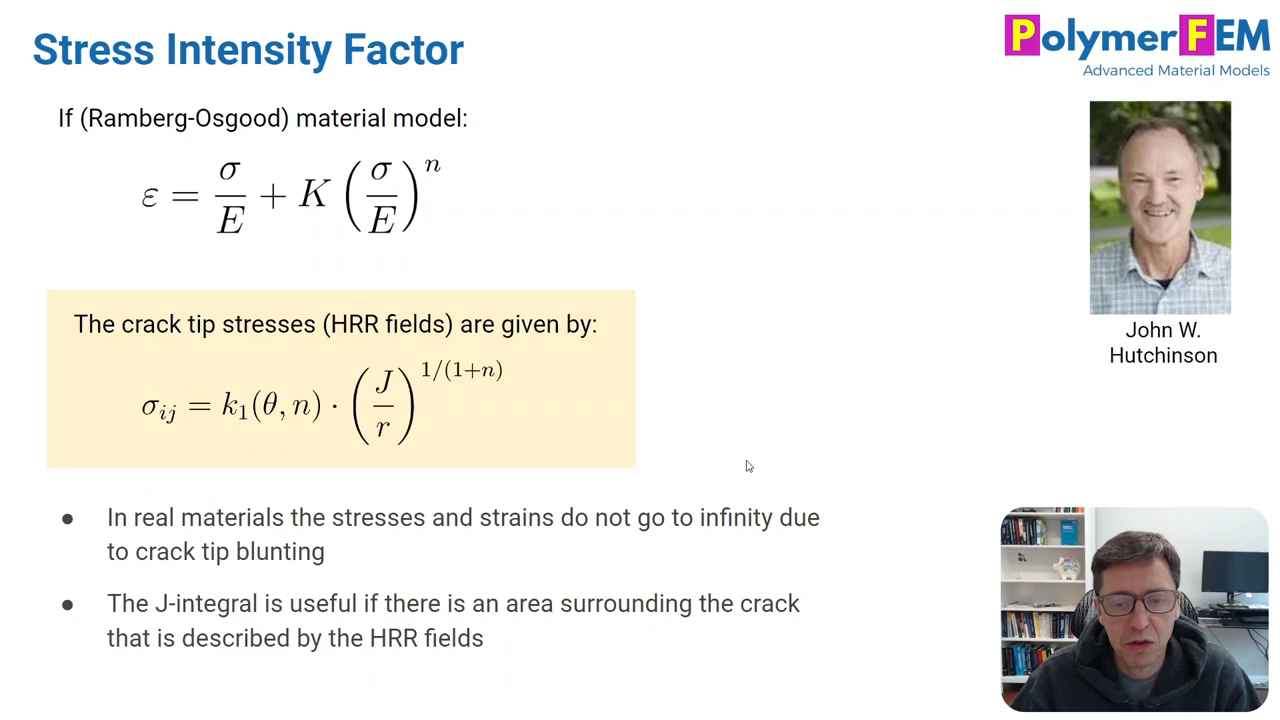 Stress Intensity Factor
PolymerFEM
Advanced Material Models
If (Ramberg-Osgood) material model:
ε = σ/E + K (σ/E)^n
John W.
Hutchinson
The crack tip stresses (HRR fields) are given by:
σ_ij = k_1(θ, n) · (J/r)^1/(1+n)
● In real materials the stresses and strains do not go to infinity due
to crack tip blunting
● The J-integral is useful if there is an area surrounding the crack
that is described by the HRR fields